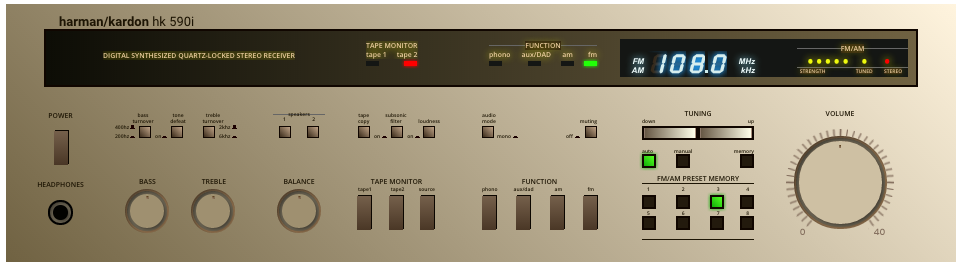 harman/kardon hk 590i
DIGITAL SYNTHESIZED QUARTZ-LOCKED STEREO RECEIVER
TAPE MONITOR
tape 1 tape 2
FUNCTION
phono aux/DAD am fm
FM AM 108.0 MHz kHz
FM/AM
STRENGTH TUNED STEREO
POWER
bass turnover
400hz
200hz
on
tone defeat
treble turnover
2khz
6khz
speakers
1 2
tape copy
on
subsonic filter
on
loudness
audio mode
mono
muting
off
TUNING
down up
auto manual memory
VOLUME
0 40
HEADPHONES
BASS TREBLE BALANCE
TAPE MONITOR
tape1 tape2 source
FUNCTION
phono aux/dad am fm
FM/AM PRESET MEMORY
1 2 3 4
5 6 7 8